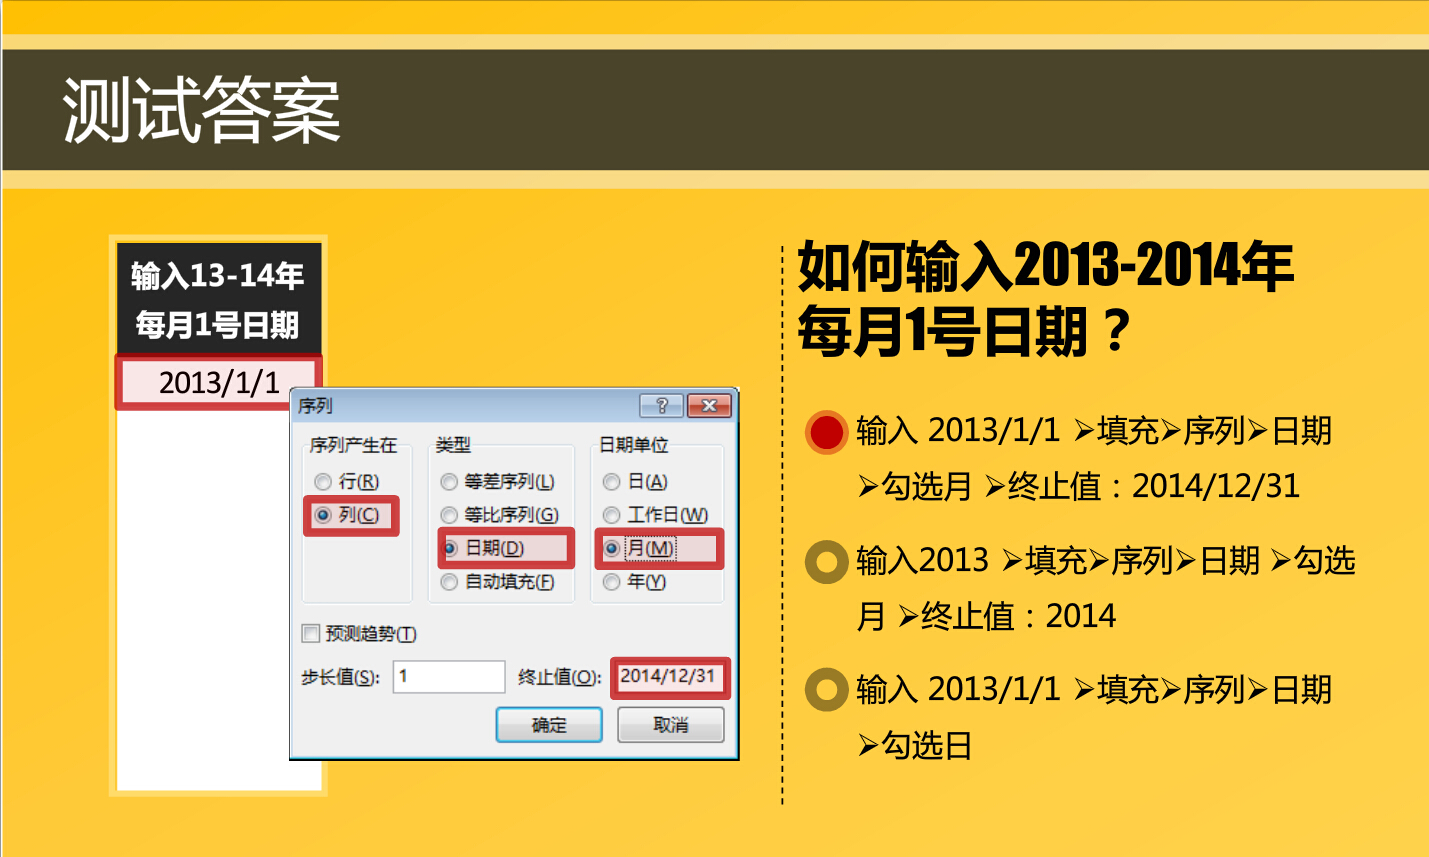 测试答案
输入13-14年
每月1号日期
2013/1/1
序列
序列产生在
行(R)
列(C)
类型
等差序列(L)
等比序列(G)
日期(D)
自动填充(F)
日期单位
日(A)
工作日(W)
月(M)
年(Y)
预测趋势(T)
步长值(S): 1 终止值(O): 2014/12/31
确定 取消
如何输入2013-2014年
每月1号日期？
输入 2013/1/1 ➢填充➢序列➢日期
➢勾选月 ➢终止值：2014/12/31
输入2013 ➢填充➢序列➢日期 ➢勾选
月 ➢终止值：2014
输入 2013/1/1 ➢填充➢序列➢日期
➢勾选日